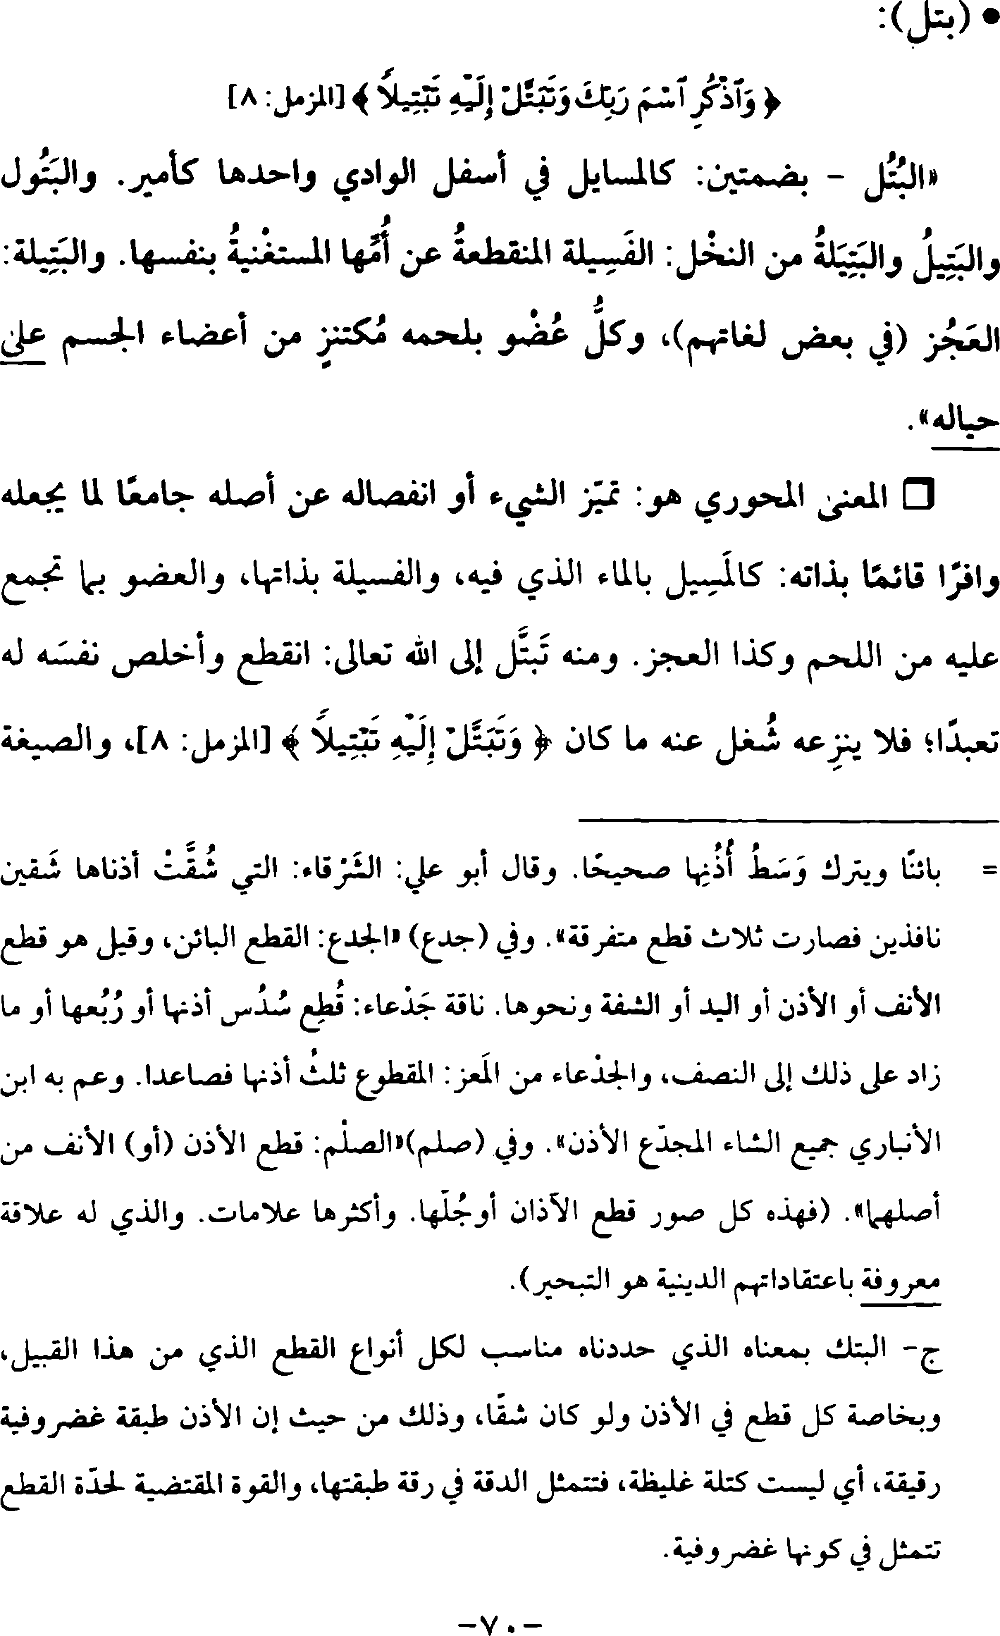 • (بتل):
﴿ وَٱذْكُرِ ٱسْمَ رَبِّكَ وَتَبَتَّلْ إِلَيْهِ تَبْتِيلاً ﴾ [المزمل: ٨]
«البُتُل - بضمتين: كالمسايل في أسفل الوادي واحدها كأمير. والبَتُول
والبَتِيلُ والبَتِيَلةُ من النخْل: الفَسِيلة المنقطعةُ عن أُمِّها المستغنيةُ بنفسها. والبَتِيلة:
العَجُز (في بعض لغاتهم)، وكلُّ عُضْو بلحمه مُكتنزٍ من أعضاء الجسم علىٰ
حياله».
❑ المعنىٰ المحوري هو: تميّز الشيء أو انفصاله عن أصله جامعًا لما يجعله
وافرًا قائمًا بذاته: كالمَسِيل بالماء الذي فيه، والفسيلة بذاتها، والعضو بما تجمع
عليه من اللحم وكذا العجز. ومنه تَبتَّل إلى الله تعالى: انقطع وأخلص نفسَه له
تعبدًا؛ فلا ينزِعه شُغل عنه ما كان ﴿ وَتَبَتَّلْ إِلَيْهِ تَبْتِيلاً ﴾ [المزمل: ٨]، والصيغة
= بائنًا ويترك وَسَطُ أُذُنِها صحيحًا. وقال أبو علي: الشَرْقاء: التي شُقَّتْ أذناها شَقين
نافذين فصارت ثلاث قطع متفرقة». وفي (جدع) «الجدع: القطع البائن، وقيل هو قطع
الأنف أو الأذن أو اليد أو الشفة ونحوها. ناقة جَدْعاء: قُطِع سُدُس أذنها أو رُبُعها أو ما
زاد على ذلك إلى النصف، والجدْعاء من المَعز: المقطوع ثلثُ أذنها فصاعدا. وعم به ابن
الأنباري جميع الشاء المجدّع الأذن». وفي (صلم)«الصلْم: قطع الأذن (أو) الأنف من
أصلهما». (فهذه كل صور قطع الآذان أوجُلّها. وأكثرها علامات. والذي له علاقة
معروفة باعتقاداتهم الدينية هو التبحير).
ج- البتك بمعناه الذي حددناه مناسب لكل أنواع القطع الذي من هذا القبيل،
وبخاصة كل قطع في الأذن ولو كان شقًا، وذلك من حيث إن الأذن طبقة غضروفية
رقيقة، أي ليست كتلة غليظة، فتتمثل الدقة في رقة طبقتها، والقوة المقتضية لحدّة القطع
تتمثل في كونها غضروفية.
-٧٠-